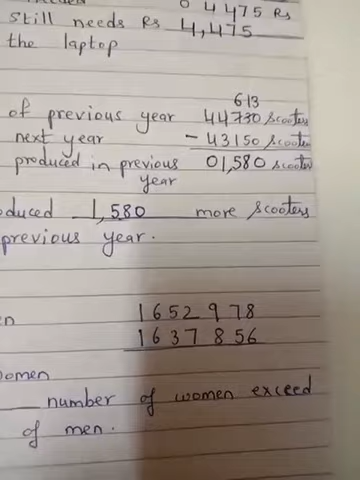 0 4475 Rs
still needs Rs 4,475
the laptop
613
of previous year 44730 scooters
next year - 43150 scooters
produced in previous 01,580 scooters
year
1,580 more scooters
previous year.
1652978
1637856
number of women exceed
of men.